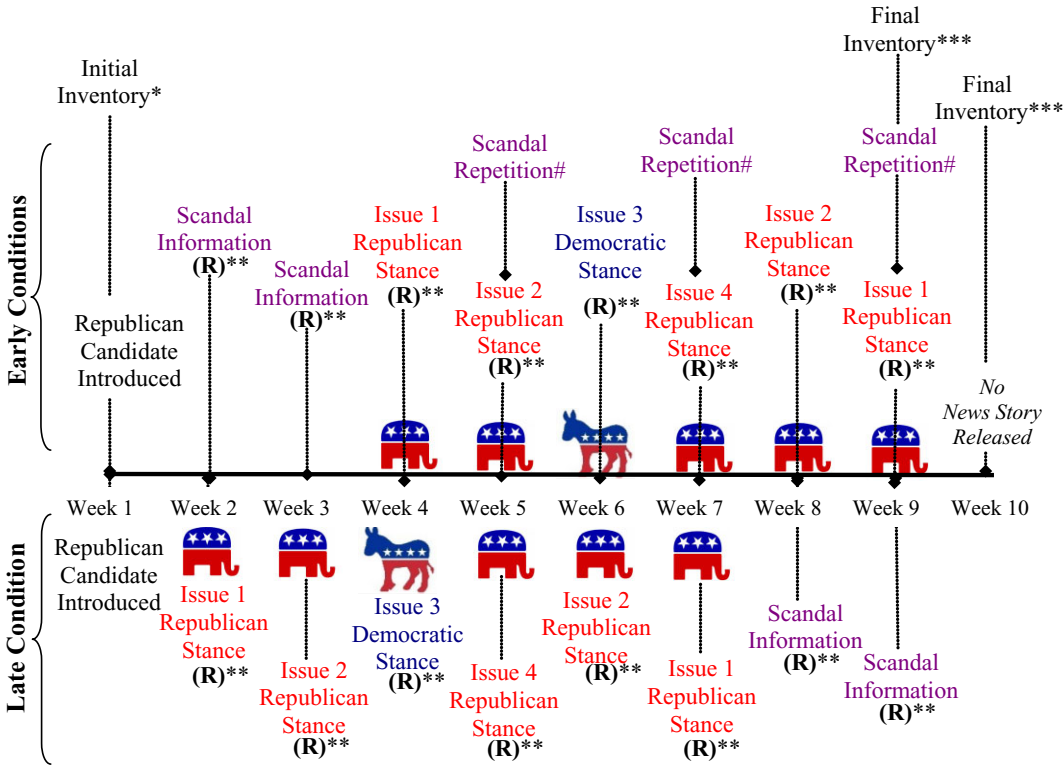 Final
Inventory***
Initial
Inventory*
Final
Inventory***
Early Conditions
Scandal
Repetition#
Scandal
Repetition#
Scandal
Repetition#
Scandal
Information
(R)**
Scandal
Information
(R)**
Issue 1
Republican
Stance
(R)**
Issue 2
Republican
Stance
(R)**
Issue 3
Democratic
Stance
(R)**
Issue 4
Republican
Stance
(R)**
Issue 2
Republican
Stance
(R)**
Issue 1
Republican
Stance
(R)**
Republican
Candidate
Introduced
No
News Story
Released
Week 1 Week 2 Week 3 Week 4 Week 5 Week 6 Week 7 Week 8 Week 9 Week 10
Late Condition
Republican
Candidate
Introduced
Issue 1
Republican
Stance
(R)**
Issue 2
Republican
Stance
(R)**
Issue 3
Democratic
Stance
(R)**
Issue 4
Republican
Stance
(R)**
Issue 2
Republican
Stance
(R)**
Issue 1
Republican
Stance
(R)**
Scandal
Information
(R)**
Scandal
Information
(R)**